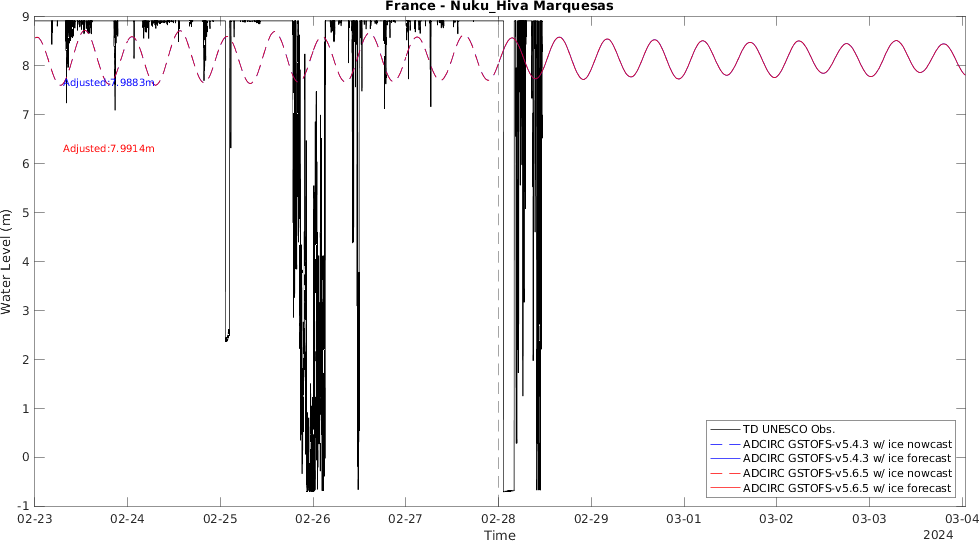 France - Nuku_Hiva Marquesas
9
8
7
6
5
4
3
2
1
0
-1
Water Level (m)
Adjusted:7.9883m
Adjusted:7.9914m
TD UNESCO Obs.
ADCIRC GSTOFS-v5.4.3 w/ ice nowcast
ADCIRC GSTOFS-v5.4.3 w/ ice forecast
ADCIRC GSTOFS-v5.6.5 w/ ice nowcast
ADCIRC GSTOFS-v5.6.5 w/ ice forecast
02-23 02-24 02-25 02-26 02-27 02-28 02-29 03-01 03-02 03-03 03-04
Time
2024